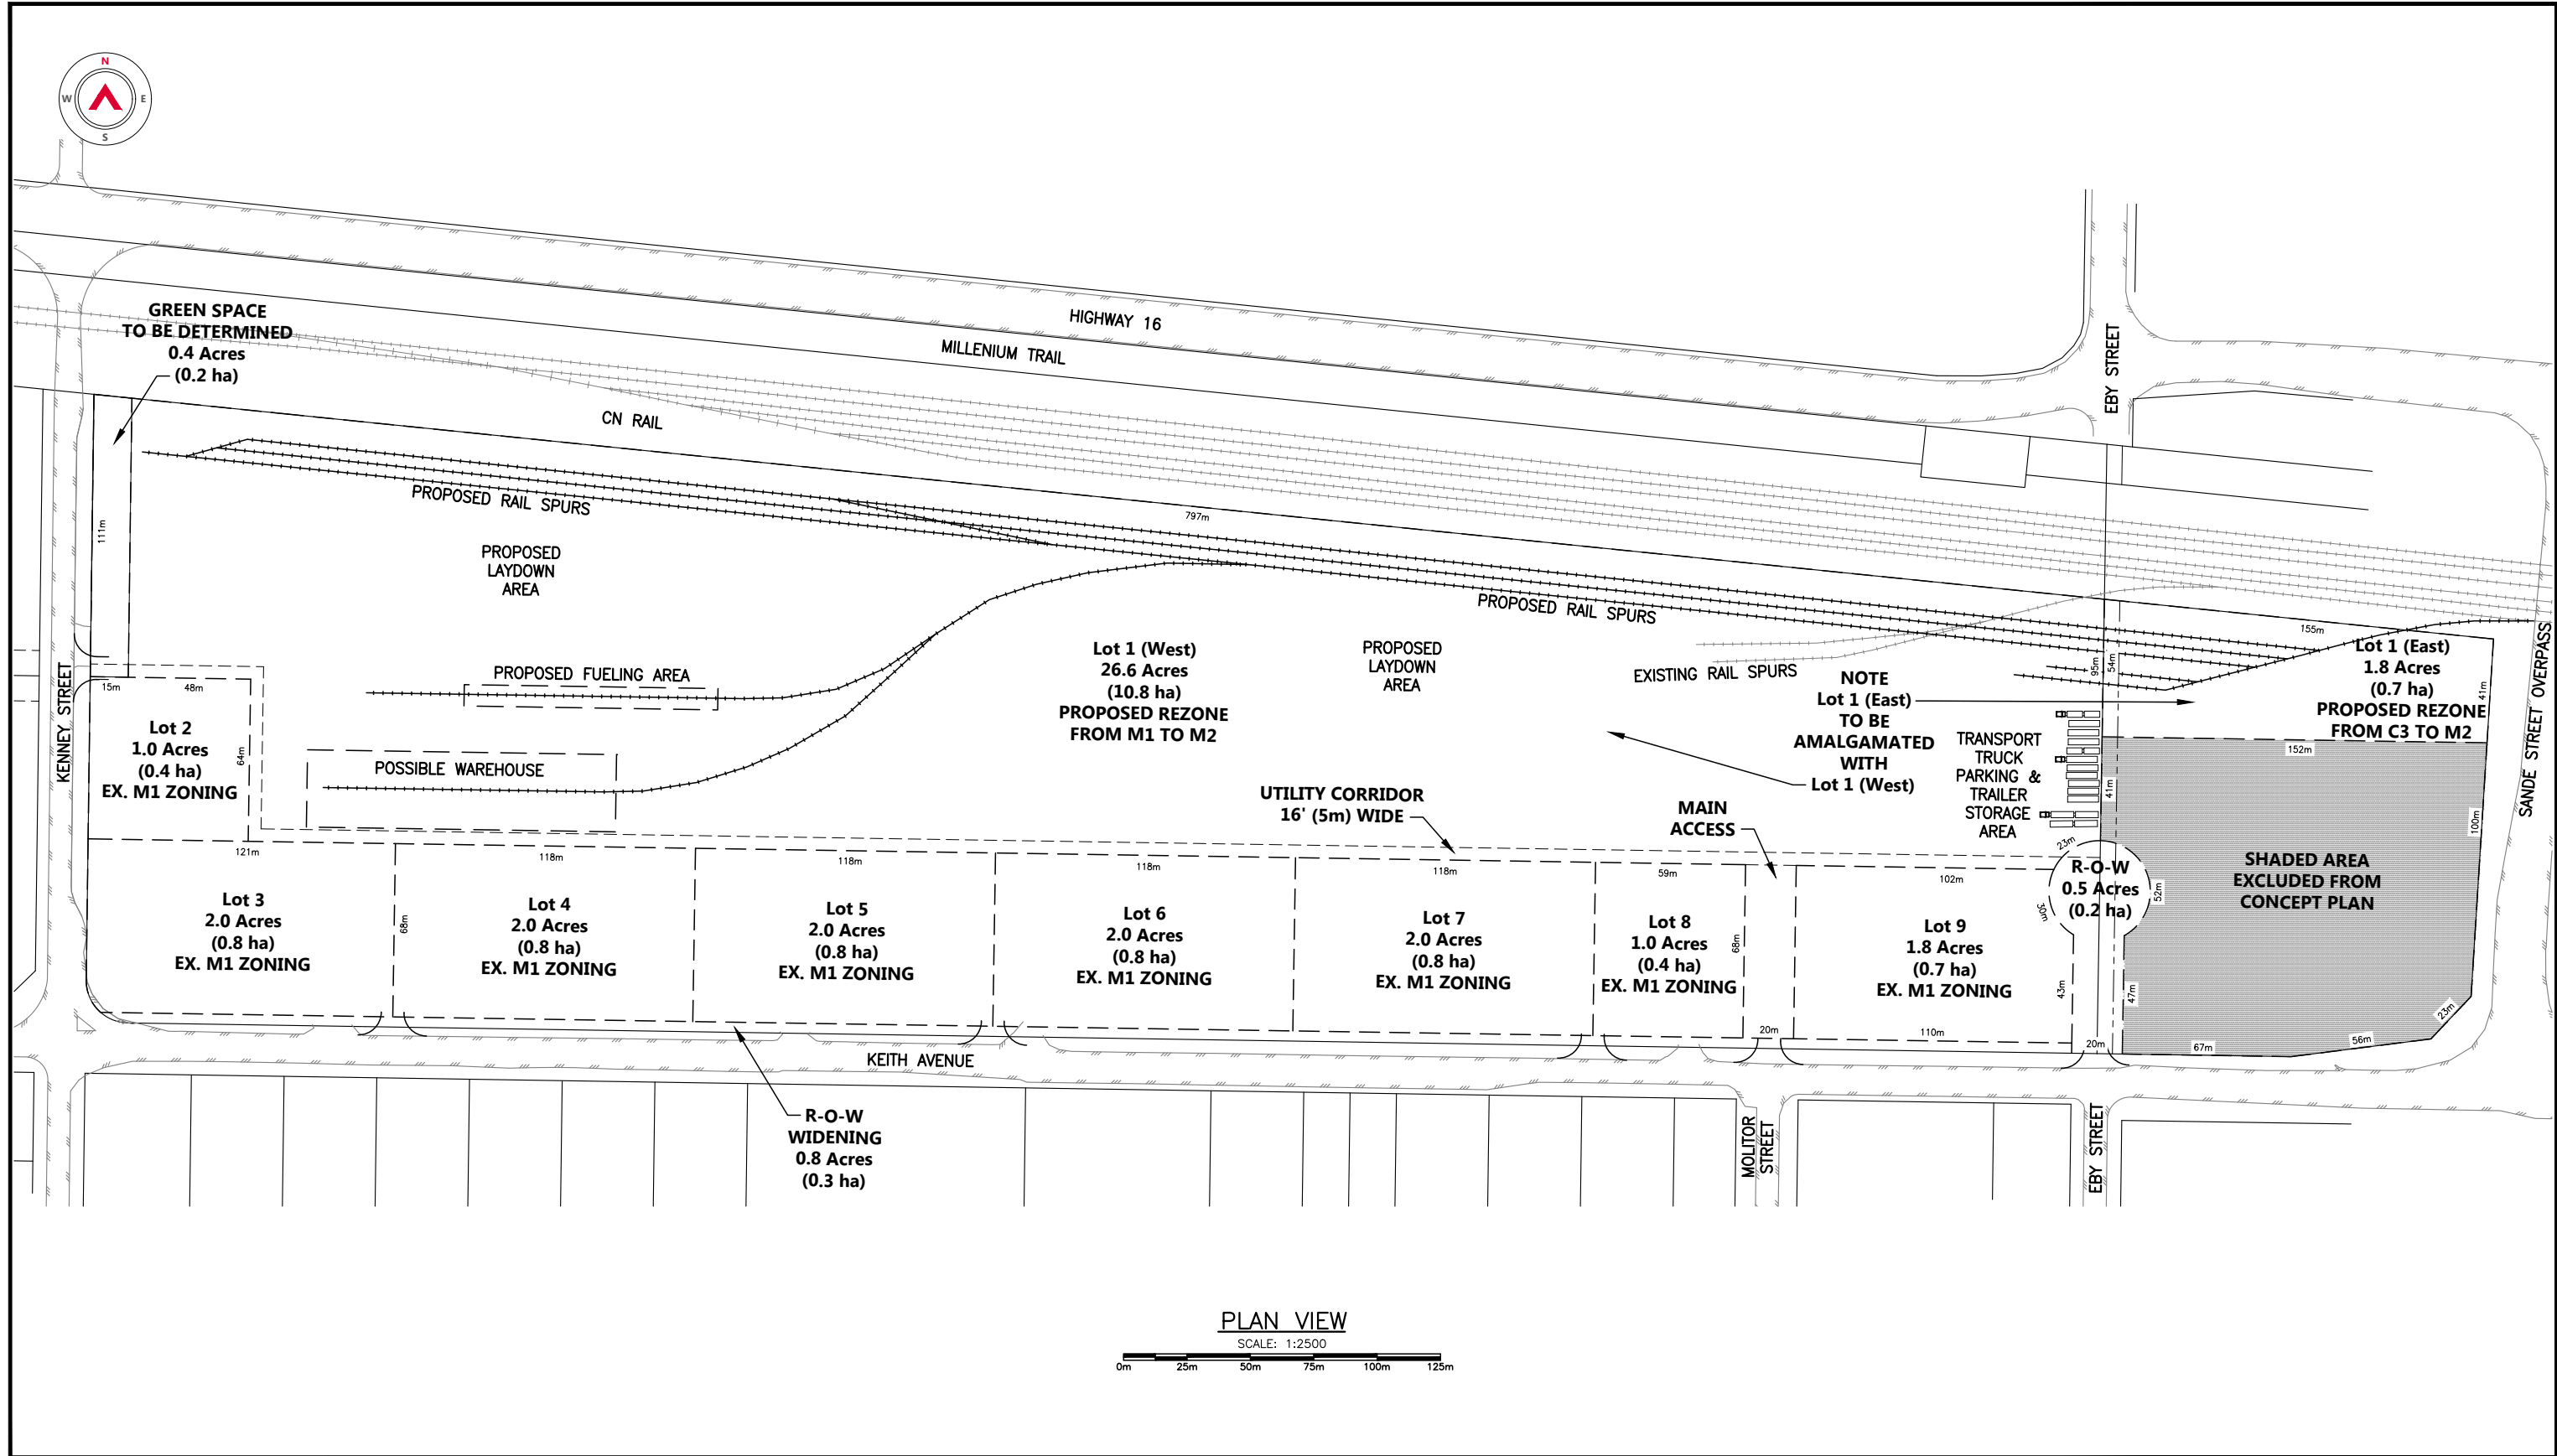 N
W
E
S
HIGHWAY 16
MILLENIUM TRAIL
CN RAIL
EBY STREET
GREEN SPACE
TO BE DETERMINED
0.4 Acres
(0.2 ha)
PROPOSED RAIL SPURS
797m
111m
PROPOSED
LAYDOWN
AREA
PROPOSED RAIL SPURS
155m
KENNEY STREET
15m
48m
PROPOSED FUELING AREA
Lot 1 (West)
26.6 Acres
(10.8 ha)
PROPOSED REZONE
FROM M1 TO M2
PROPOSED
LAYDOWN
AREA
EXISTING RAIL SPURS
NOTE
Lot 1 (East)
TO BE
AMALGAMATED
WITH
Lot 1 (West)
95m
54m
Lot 1 (East)
1.8 Acres
(0.7 ha)
PROPOSED REZONE
FROM C3 TO M2
41m
SANDE STREET OVERPASS
Lot 2
1.0 Acres
(0.4 ha)
EX. M1 ZONING
64m
POSSIBLE WAREHOUSE
UTILITY CORRIDOR
16' (5m) WIDE
MAIN
ACCESS
TRANSPORT
TRUCK
PARKING &
TRAILER
STORAGE
AREA
41m
152m
100m
121m
118m
118m
118m
118m
59m
102m
23m
Lot 3
2.0 Acres
(0.8 ha)
EX. M1 ZONING
68m
Lot 4
2.0 Acres
(0.8 ha)
EX. M1 ZONING
Lot 5
2.0 Acres
(0.8 ha)
EX. M1 ZONING
Lot 6
2.0 Acres
(0.8 ha)
EX. M1 ZONING
Lot 7
2.0 Acres
(0.8 ha)
EX. M1 ZONING
Lot 8
1.0 Acres
(0.4 ha)
EX. M1 ZONING
68m
Lot 9
1.8 Acres
(0.7 ha)
EX. M1 ZONING
R-O-W
0.5 Acres
(0.2 ha)
30m
52m
SHADED AREA
EXCLUDED FROM
CONCEPT PLAN
43m
47m
23m
20m
110m
20m
67m
56m
KEITH AVENUE
R-O-W
WIDENING
0.8 Acres
(0.3 ha)
MOLITOR
STREET
EBY STREET
PLAN VIEW
SCALE: 1:2500
0m
25m
50m
75m
100m
125m